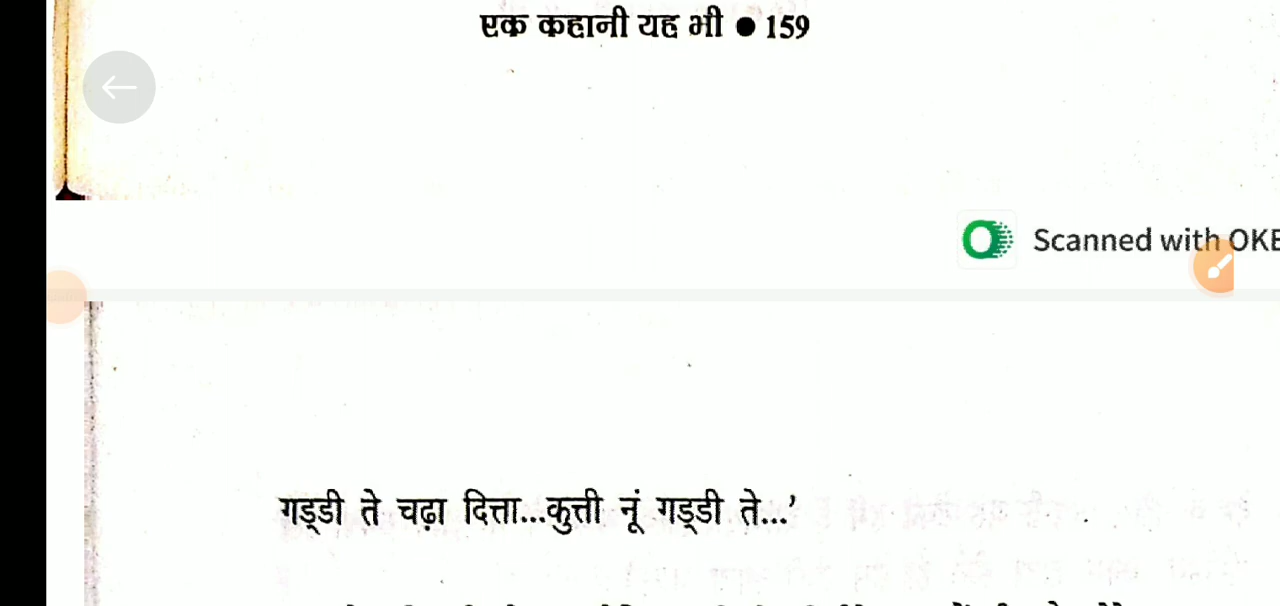 एक कहानी यह भी ● 159
Scanned with OKE
गड्डी ते चढ़ा दित्ता...कुत्ती नूं गड्डी ते...’